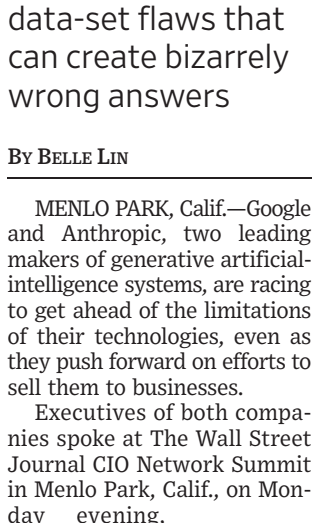 data-set flaws that
can create bizarrely
wrong answers
BY BELLE LIN
MENLO PARK, Calif.—Google
and Anthropic, two leading
makers of generative artificial-
intelligence systems, are racing
to get ahead of the limitations
of their technologies, even as
they push forward on efforts to
sell them to businesses.
Executives of both compa-
nies spoke at The Wall Street
Journal CIO Network Summit
in Menlo Park, Calif., on Mon-
day evening.